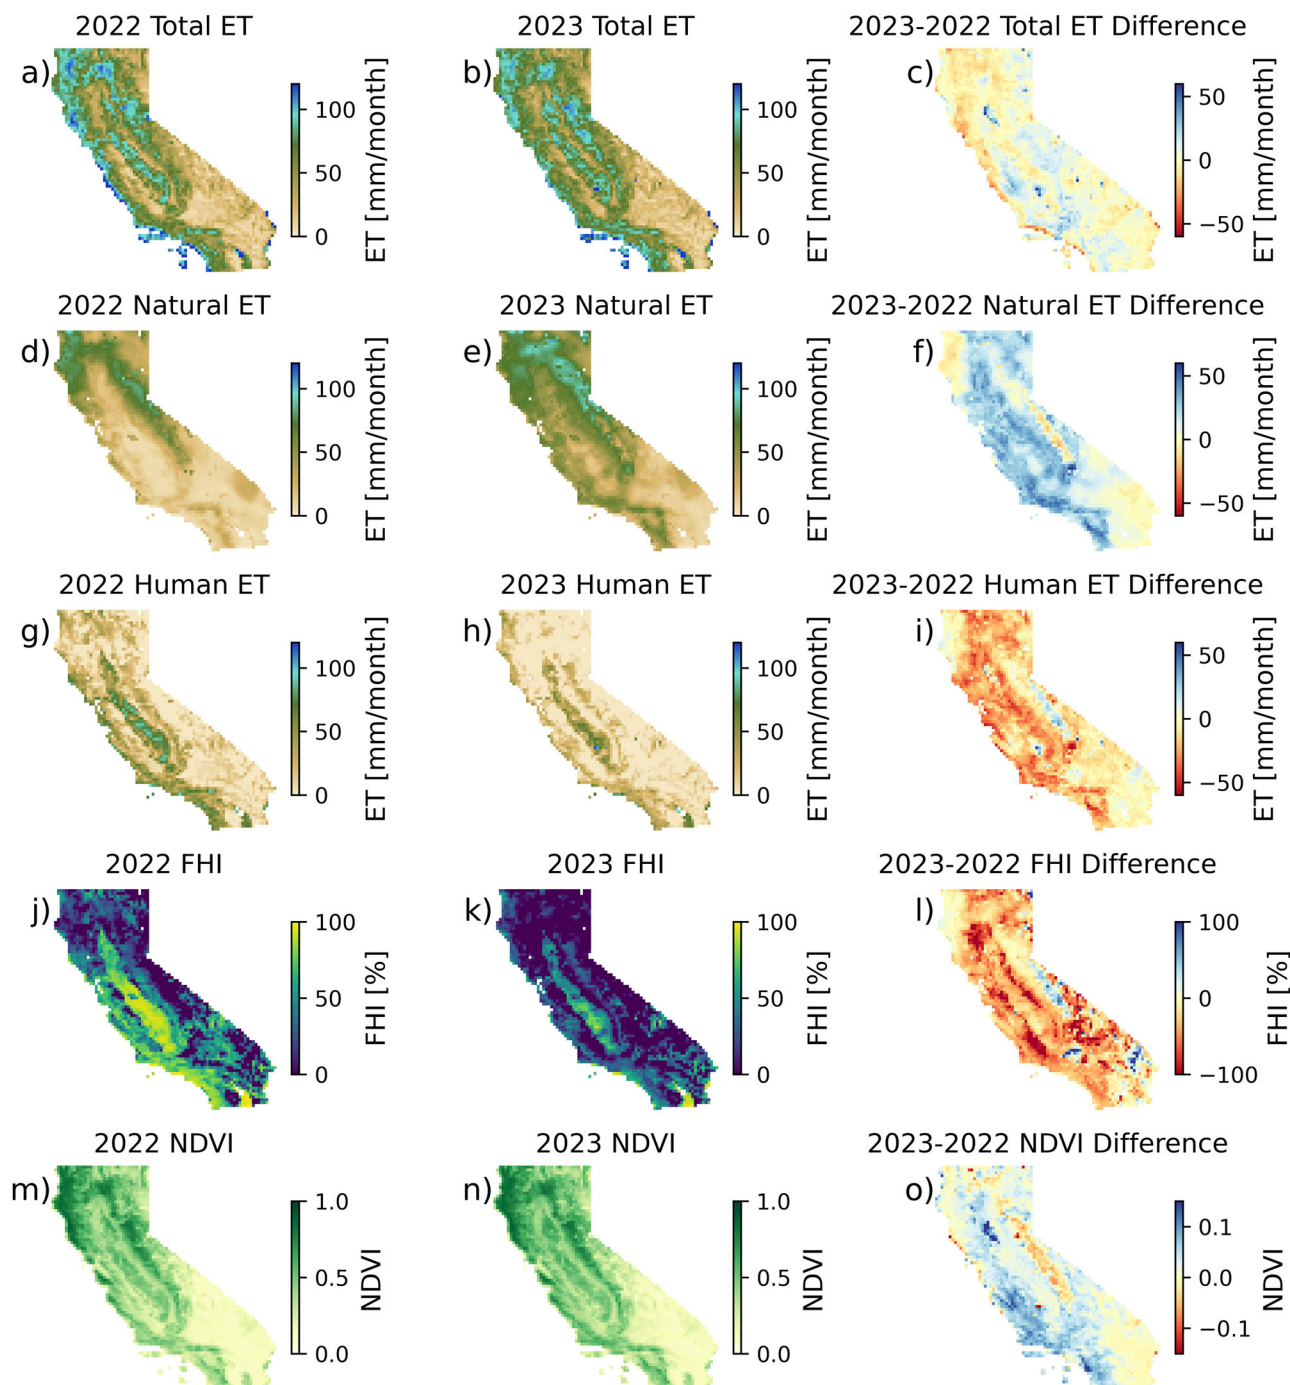 2022 Total ET
2023 Total ET
2023-2022 Total ET Difference
a)
100
50
0
ET [mm/month]
b)
100
50
0
ET [mm/month]
c)
50
0
−50
ET [mm/month]
2022 Natural ET
2023 Natural ET
2023-2022 Natural ET Difference
d)
100
50
0
ET [mm/month]
e)
100
50
0
ET [mm/month]
f)
50
0
−50
ET [mm/month]
2022 Human ET
2023 Human ET
2023-2022 Human ET Difference
g)
100
50
0
ET [mm/month]
h)
100
50
0
ET [mm/month]
i)
50
0
−50
ET [mm/month]
2022 FHI
2023 FHI
2023-2022 FHI Difference
j)
100
50
0
FHI [%]
k)
100
50
0
FHI [%]
l)
100
0
−100
FHI [%]
2022 NDVI
2023 NDVI
2023-2022 NDVI Difference
m)
1.0
0.5
0.0
NDVI
n)
1.0
0.5
0.0
NDVI
o)
0.1
0.0
−0.1
NDVI